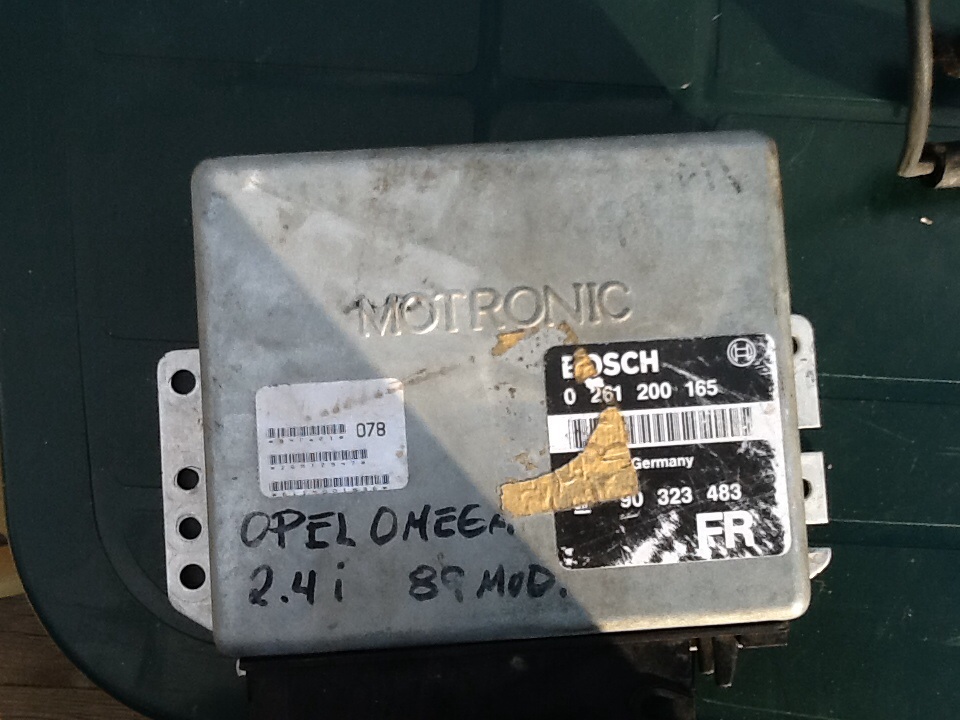 MOTRONIC
BOSCH
0 261 200 165
078
Germany
90 323 483
FR
OPEL OMEGA
2.4i 89 MOD.